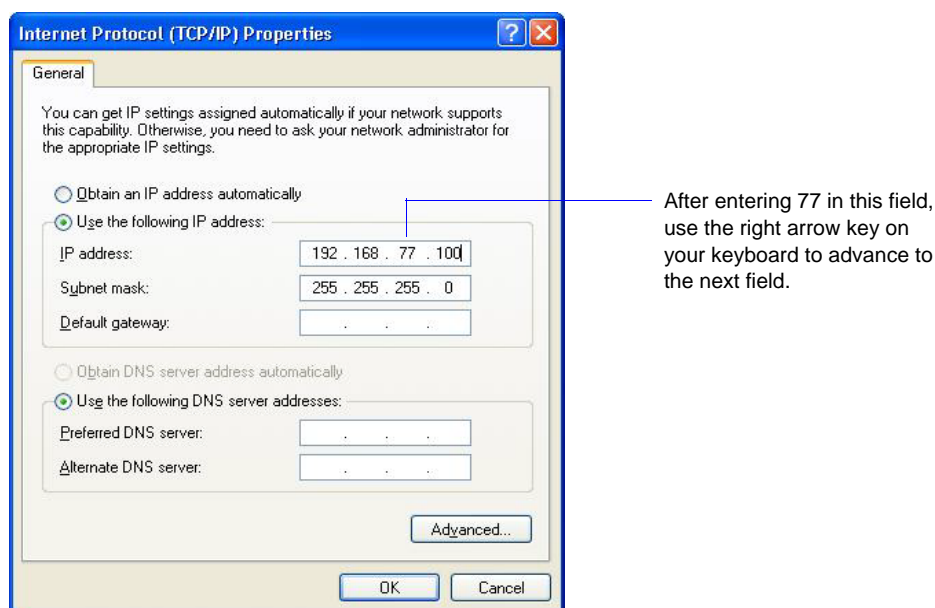 Internet Protocol (TCP/IP) Properties
General
You can get IP settings assigned automatically if your network supports
this capability. Otherwise, you need to ask your network administrator for
the appropriate IP settings.
Obtain an IP address automatically
Use the following IP address:
IP address: 192 . 168 . 77 . 100
Subnet mask: 255 . 255 . 255 . 0
Default gateway: . . .
Obtain DNS server address automatically
Use the following DNS server addresses:
Preferred DNS server: . . .
Alternate DNS server: . . .
Advanced...
OK Cancel
After entering 77 in this field,
use the right arrow key on
your keyboard to advance to
the next field.